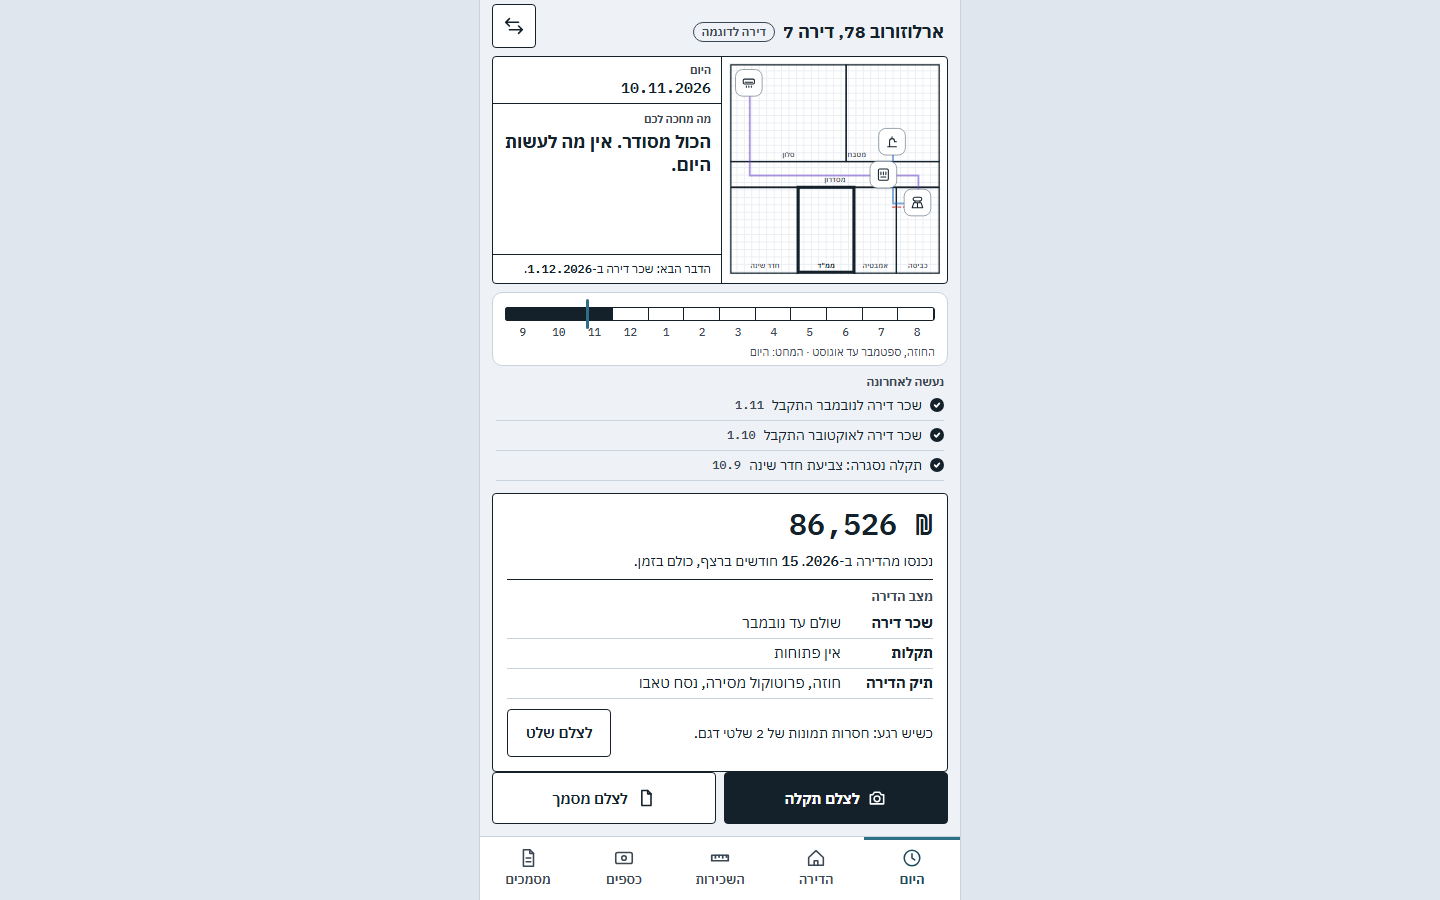 ארלוזורוב 78, דירה 7
דירה לדוגמה
סלון
מטבח
מסדרון
חדר שינה
ממ"ד
אמבטיה
כביסה
היום
10.11.2026
מה מחכה לכם
הכול מסודר. אין מה לעשות
היום.
הדבר הבא: שכר דירה ב-1.12.2026.
9 10 11 12 1 2 3 4 5 6 7 8
החוזה, ספטמבר עד אוגוסט · המחט: היום
נעשה לאחרונה
שכר דירה לנובמבר התקבל 1.11
שכר דירה לאוקטובר התקבל 1.10
תקלה נסגרה: צביעת חדר שינה 10.9
₪ 86,526
נכנסו מהדירה ב-2026. 15 חודשים ברצף, כולם בזמן.
מצב הדירה
שכר דירה שולם עד נובמבר
תקלות אין פתוחות
תיק הדירה חוזה, פרוטוקול מסירה, נסח טאבו
כשיש רגע: חסרות תמונות של 2 שלטי דגם.
לצלם שלט
לצלם תקלה
לצלם מסמך
היום
הדירה
השכירות
כספים
מסמכים